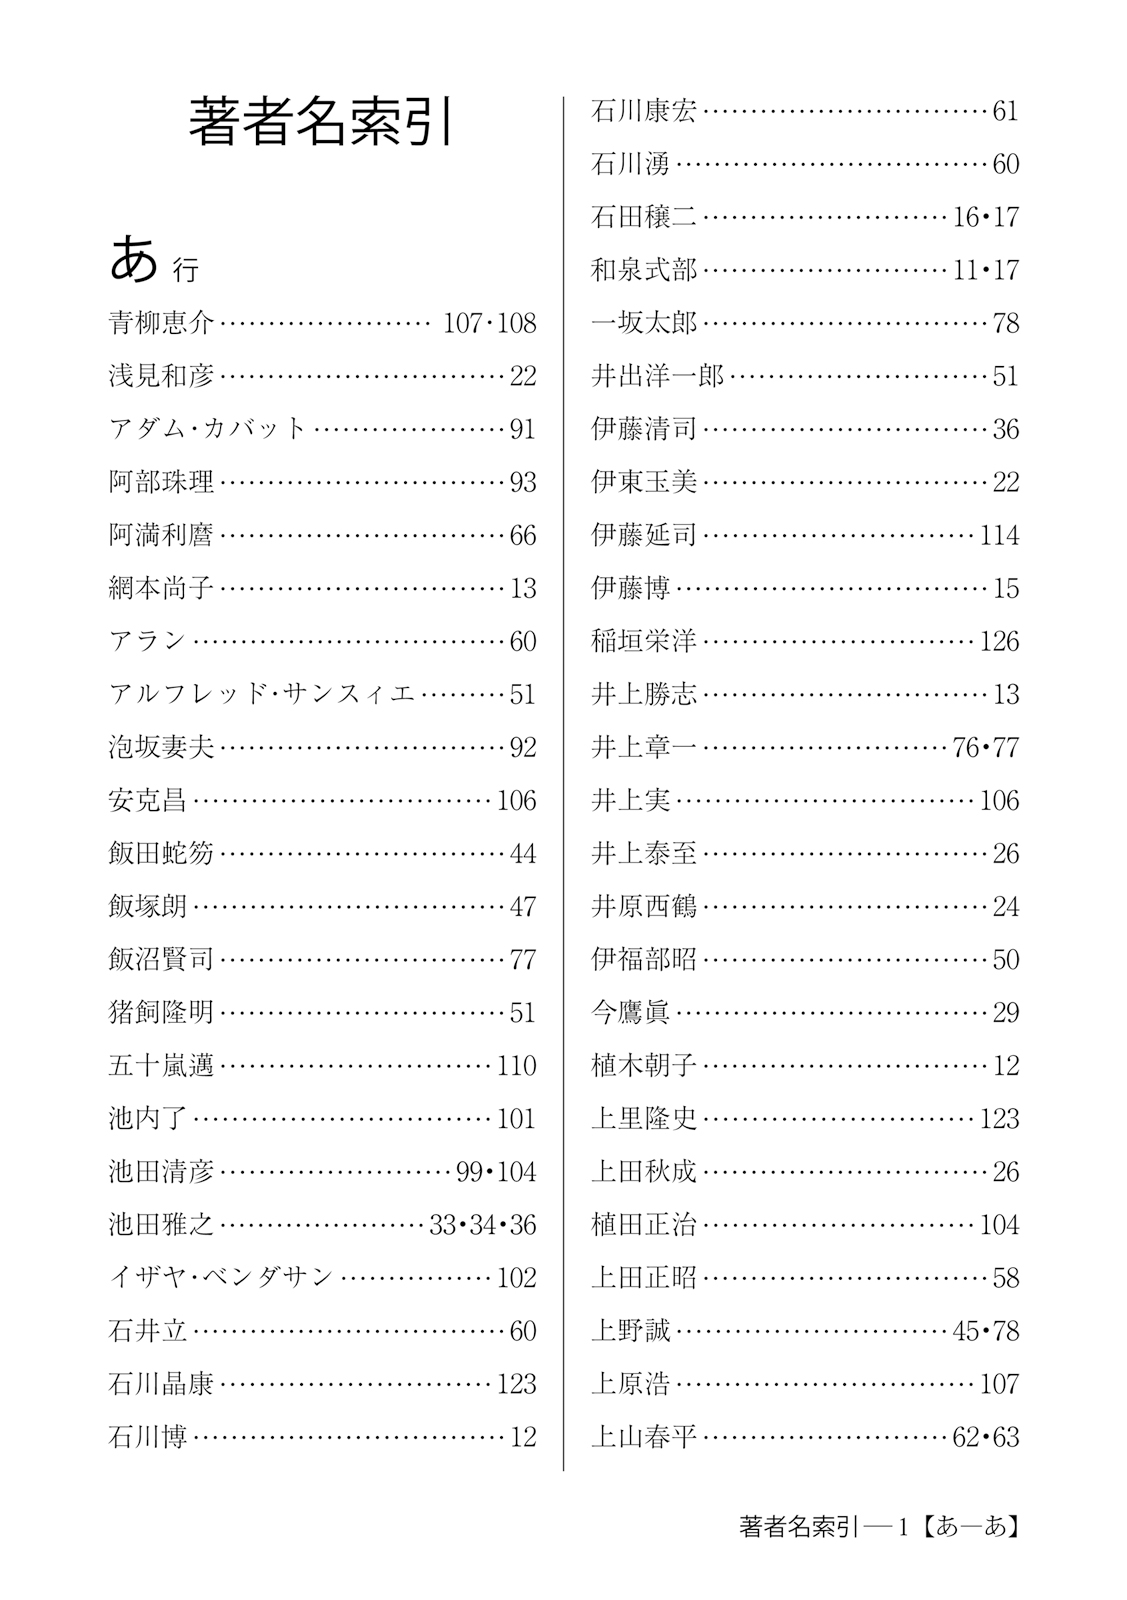 著者名索引
あ 行
青柳恵介…………………… 107·108
浅見和彦…………………………22
アダム·カバット…………………91
阿部珠理…………………………93
阿満利麿…………………………66
網本尚子…………………………13
アラン……………………………60
アルフレッド·サンスィエ………51
泡坂妻夫…………………………92
安克昌…………………………106
飯田蛇笏…………………………44
飯塚朗……………………………47
飯沼賢司…………………………77
猪飼隆明…………………………51
五十嵐邁………………………110
池内了…………………………101
池田清彦……………………99•104
池田雅之…………………33•34•36
イザヤ·ベンダサン……………102
石井立……………………………60
石川晶康………………………123
石川博……………………………12
石川康宏…………………………61
石川湧……………………………60
石田穣二……………………16•17
和泉式部……………………11•17
一坂太郎…………………………78
井出洋一郎………………………51
伊藤清司…………………………36
伊東玉美…………………………22
伊藤延司………………………114
伊藤博……………………………15
稲垣栄洋………………………126
井上勝志…………………………13
井上章一……………………76•77
井上実…………………………106
井上泰至…………………………26
井原西鶴…………………………24
伊福部昭…………………………50
今鷹眞……………………………29
植木朝子…………………………12
上里隆史………………………123
上田秋成…………………………26
植田正治………………………104
上田正昭…………………………58
上野誠………………………45•78
上原浩…………………………107
上山春平……………………62•63
著者名索引―1【あ―あ】